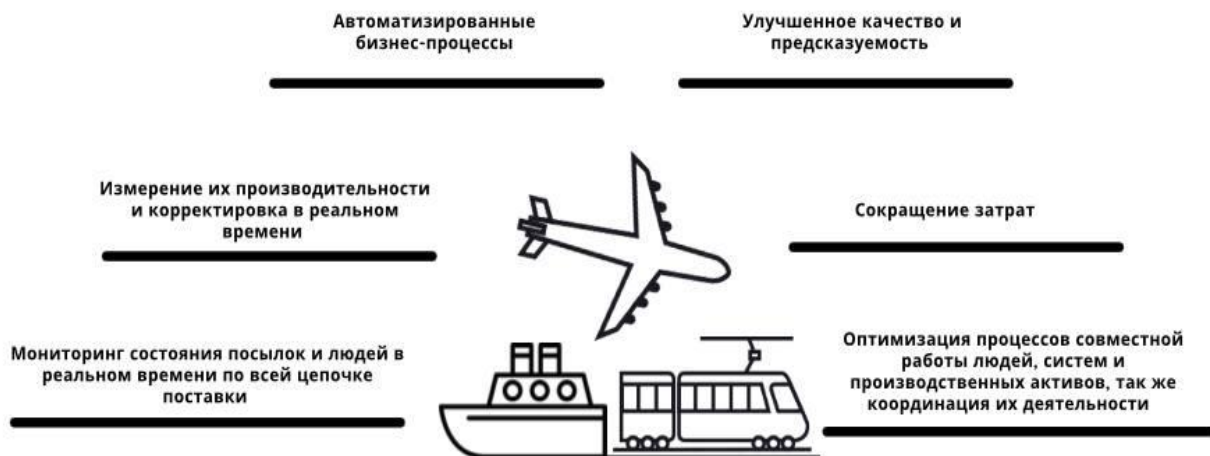 Автоматизированные
бизнес-процессы
Улучшенное качество и
предсказуемость
Измерение их производительности
и корректировка в реальном
времени
Сокращение затрат
Мониторинг состояния посылок и людей в
реальном времени по всей цепочке
поставки
Оптимизация процессов совместной
работы людей, систем и
производственных активов, так же
координация их деятельности